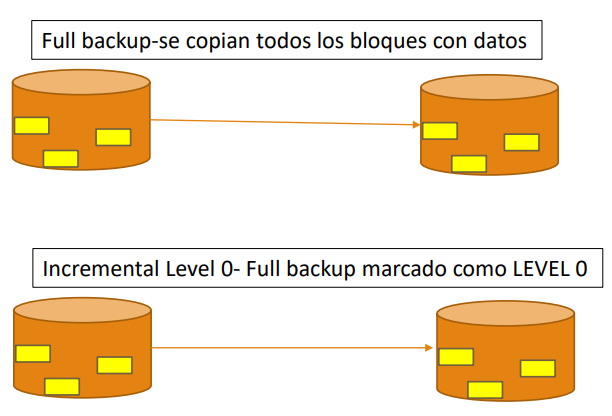 Full backup-se copian todos los bloques con datos
Incremental Level 0- Full backup marcado como LEVEL 0